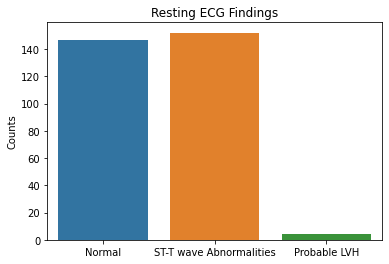 Resting ECG Findings
Counts
140
120
100
80
60
40
20
0
Normal
ST-T wave Abnormalities
Probable LVH